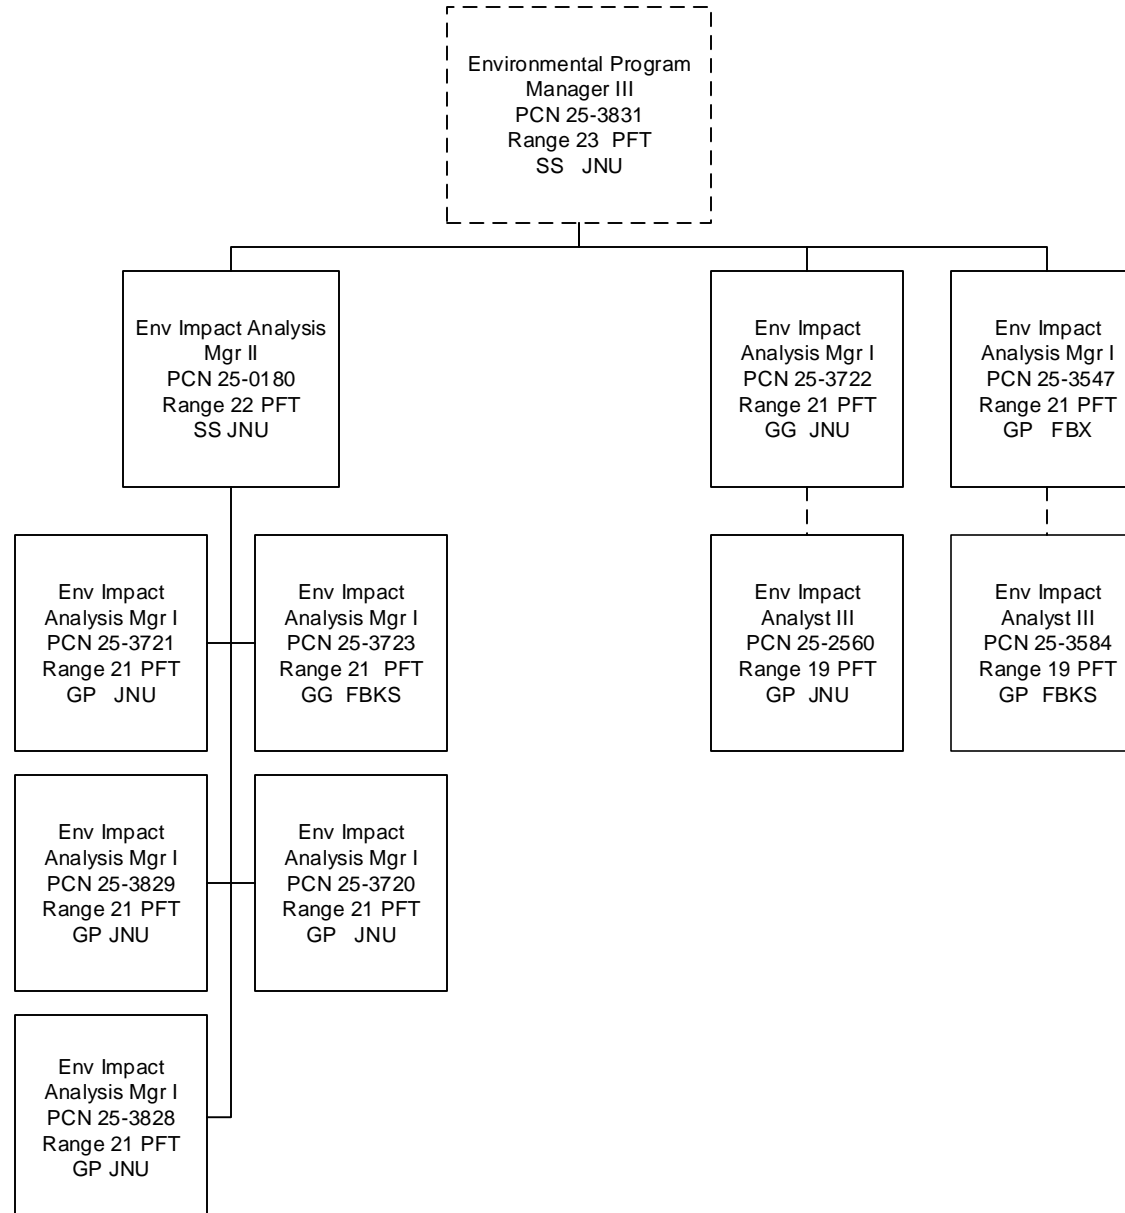 Environmental Program
Manager III
PCN 25-3831
Range 23 PFT
SS JNU
Env Impact Analysis
Mgr II
PCN 25-0180
Range 22 PFT
SS JNU
Env Impact
Analysis Mgr I
PCN 25-3722
Range 21 PFT
GG JNU
Env Impact
Analysis Mgr I
PCN 25-3547
Range 21 PFT
GP FBX
Env Impact
Analysis Mgr I
PCN 25-3721
Range 21 PFT
GP JNU
Env Impact
Analysis Mgr I
PCN 25-3723
Range 21 PFT
GG FBKS
Env Impact
Analyst III
PCN 25-2560
Range 19 PFT
GP JNU
Env Impact
Analyst III
PCN 25-3584
Range 19 PFT
GP FBKS
Env Impact
Analysis Mgr I
PCN 25-3829
Range 21 PFT
GP JNU
Env Impact
Analysis Mgr I
PCN 25-3720
Range 21 PFT
GP JNU
Env Impact
Analysis Mgr I
PCN 25-3828
Range 21 PFT
GP JNU